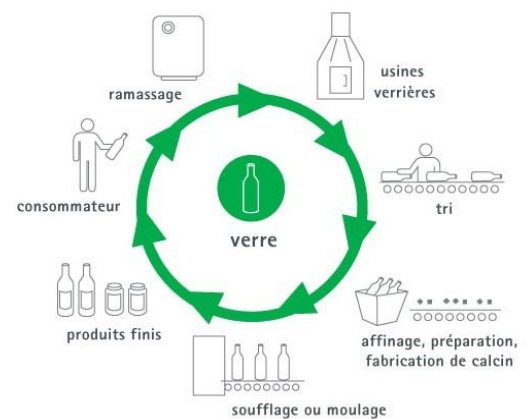 ramassage
usines
verrières
consommateur
tri
verre
produits finis
affinage, préparation,
fabrication de calcin
soufflage ou moulage